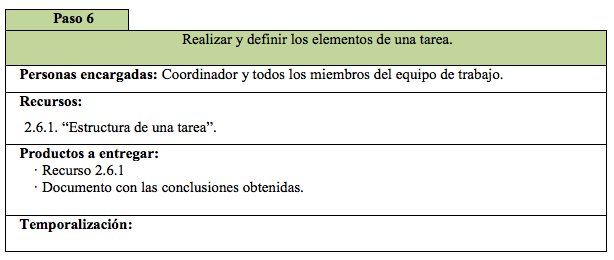 Paso 6
Realizar y definir los elementos de una tarea.
Personas encargadas: Coordinador y todos los miembros del equipo de trabajo.
Recursos:
2.6.1. “Estructura de una tarea”.
Productos a entregar:
· Recurso 2.6.1
· Documento con las conclusiones obtenidas.
Temporalización: